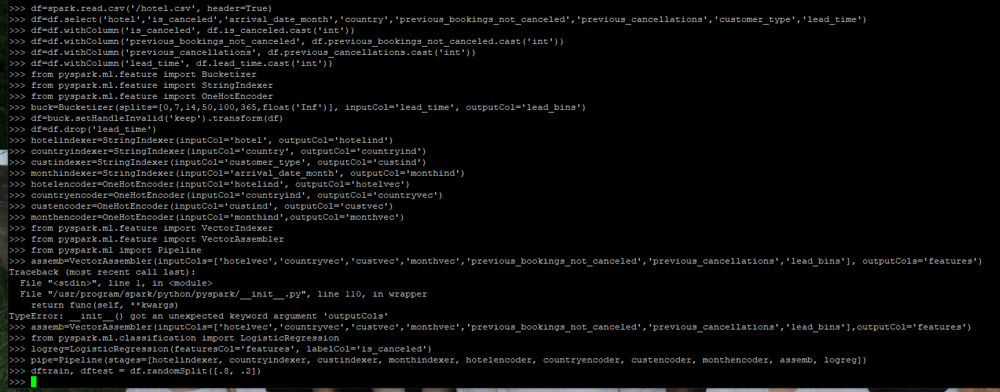 >>> df=spark.read.csv('/hotel.csv', header=True)
>>> df=df.select('hotel','is_canceled','arrival_date_month','country','previous_bookings_not_canceled','previous_cancellations','customer_type','lead_time')
>>> df=df.withColumn('is_canceled', df.is_canceled.cast('int'))
>>> df=df.withColumn('previous_bookings_not_canceled', df.previous_bookings_not_canceled.cast('int'))
>>> df=df.withColumn('previous_cancellations', df.previous_cancellations.cast('int'))
>>> df=df.withColumn('lead_time', df.lead_time.cast('int'))
>>> from pyspark.ml.feature import Bucketizer
>>> from pyspark.ml.feature import StringIndexer
>>> from pyspark.ml.feature import OneHotEncoder
>>> buck=Bucketizer(splits=[0,7,14,50,100,365,float('Inf')], inputCol='lead_time', outputCol='lead_bins')
>>> df=buck.setHandleInvalid('keep').transform(df)
>>> df=df.drop('lead_time')
>>> hotelindexer=StringIndexer(inputCol='hotel', outputCol='hotelind')
>>> countryindexer=StringIndexer(inputCol='country', outputCol='countryind')
>>> custindexer=StringIndexer(inputCol='customer_type', outputCol='custind')
>>> monthindexer=StringIndexer(inputCol='arrival_date_month', outputCol='monthind')
>>> hotelencoder=OneHotEncoder(inputCol='hotelind', outputCol='hotelvec')
>>> countryencoder=OneHotEncoder(inputCol='countryind', outputCol='countryvec')
>>> custencoder=OneHotEncoder(inputCol='custind', outputCol='custvec')
>>> monthencoder=OneHotEncoder(inputCol='monthind',outputCol='monthvec')
>>> from pyspark.ml.feature import VectorIndexer
>>> from pyspark.ml.feature import VectorAssembler
>>> from pyspark.ml import Pipeline
>>> assemb=VectorAssembler(inputCols=['hotelvec','countryvec','custvec','monthvec','previous_bookings_not_canceled','previous_cancellations','lead_bins'], outputCols='features')
Traceback (most recent call last):
  File "<stdin>", line 1, in <module>
  File "/usr/program/spark/python/pyspark/__init__.py", line 110, in wrapper
    return func(self, **kwargs)
TypeError: __init__() got an unexpected keyword argument 'outputCols'
>>> assemb=VectorAssembler(inputCols=['hotelvec','countryvec','custvec','monthvec','previous_bookings_not_canceled','previous_cancellations','lead_bins'],outputCol='features')
>>> from pyspark.ml.classification import LogisticRegression
>>> logreg=LogisticRegression(featuresCol='features', labelCol='is_canceled')
>>> pipe=Pipeline(stages=[hotelindexer, countryindexer, custindexer, monthindexer, hotelencoder, countryencoder, custencoder, monthencoder, assemb, logreg])
>>> dftrain, dftest = df.randomSplit([.8, .2])
>>>